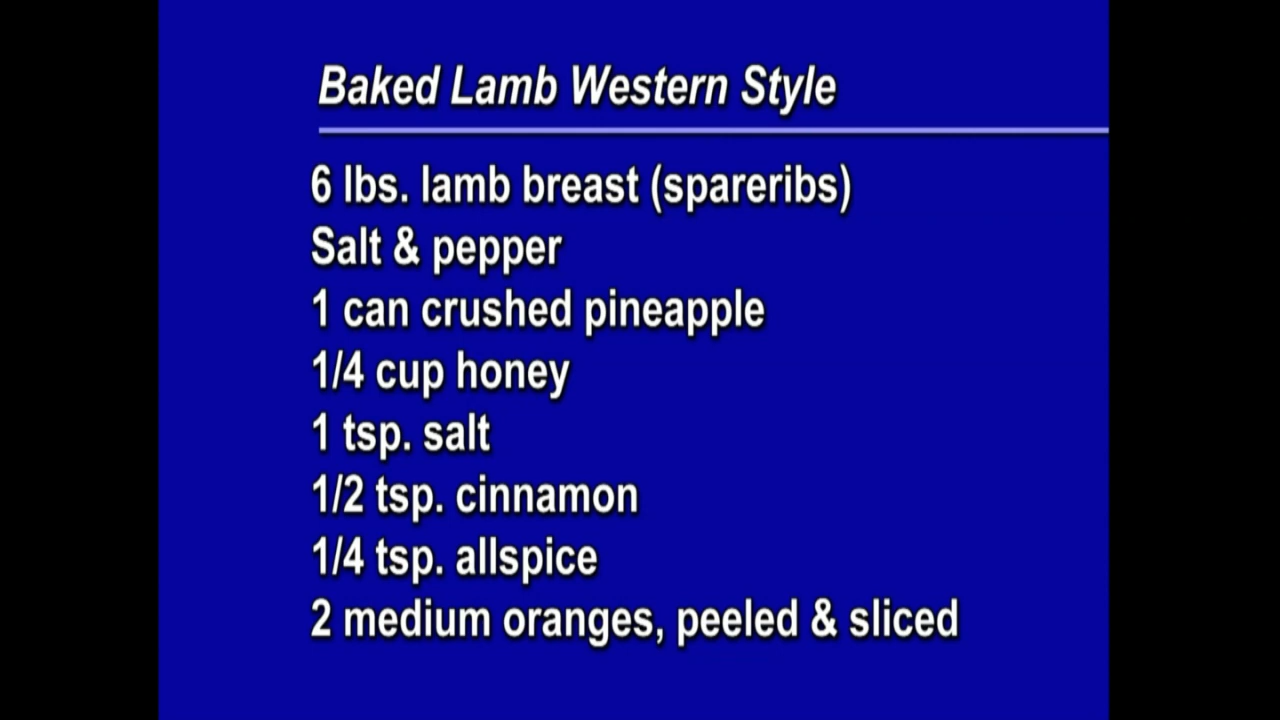 Baked Lamb Western Style
6 lbs. lamb breast (spareribs)
Salt & pepper
1 can crushed pineapple
1/4 cup honey
1 tsp. salt
1/2 tsp. cinnamon
1/4 tsp. allspice
2 medium oranges, peeled & sliced